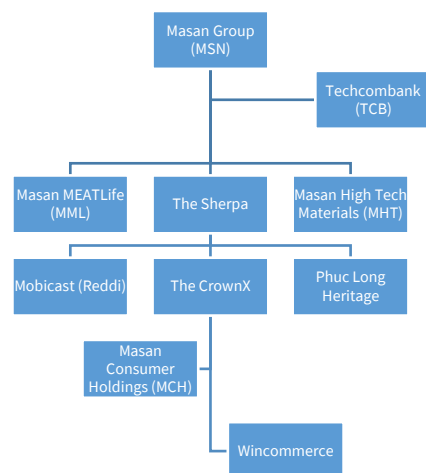 Masan Group
(MSN)
Techcombank
(TCB)
Masan MEATLife
(MML)
The Sherpa
Masan High Tech
Materials (MHT)
Mobicast (Reddi)
The CrownX
Phuc Long
Heritage
Masan
Consumer
Holdings (MCH)
Wincommerce